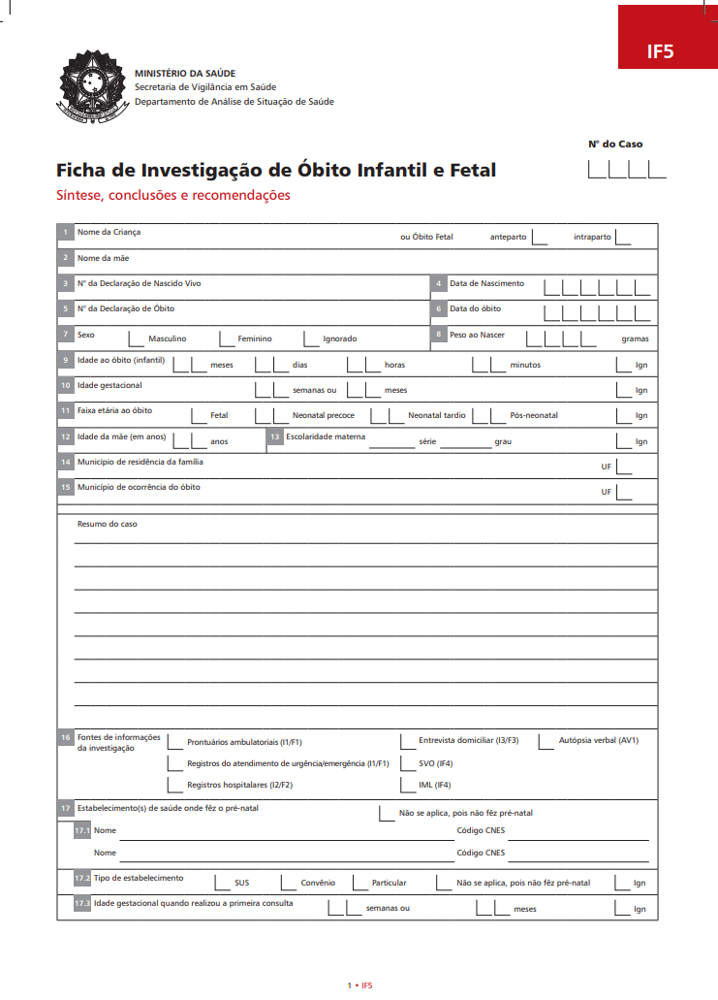 IF5
MINISTÉRIO DA SAÚDE
Secretaria de Vigilância em Saúde
Departamento de Análise de Situação de Saúde
Nº do Caso
Ficha de Investigação de Óbito Infantil e Fetal
Síntese, conclusões e recomendações
1 Nome da Criança ou Óbito Fetal anteparto intraparto
2 Nome da mãe
3 Nº da Declaração de Nascido Vivo 4 Data de Nascimento
5 Nº da Declaração de Óbito 6 Data do óbito
7 Sexo Masculino Feminino Ignorado 8 Peso ao Nascer gramas
9 Idade ao óbito (infantil) meses dias horas minutos Ign
10 Idade gestacional semanas ou meses Ign
11 Faixa etária ao óbito Fetal Neonatal precoce Neonatal tardio Pós-neonatal Ign
12 Idade da mãe (em anos) anos 13 Escolaridade materna série grau Ign
14 Município de residência da família UF
15 Município de ocorrência do óbito UF
Resumo do caso
16 Fontes de informações da investigação
Prontuários ambulatoriais (I1/F1) Entrevista domiciliar (I3/F3) Autópsia verbal (AV1)
Registros do atendimento de urgência/emergência (I1/F1) SVO (IF4)
Registros hospitalares (I2/F2) IML (IF4)
17 Estabelecimento(s) de saúde onde fêz o pré-natal Não se aplica, pois não fêz pré-natal
17.1 Nome Código CNES
Nome Código CNES
17.2 Tipo de estabelecimento SUS Convênio Particular Não se aplica, pois não fêz pré-natal Ign
17.3 Idade gestacional quando realizou a primeira consulta semanas ou meses Ign
1 • IF5